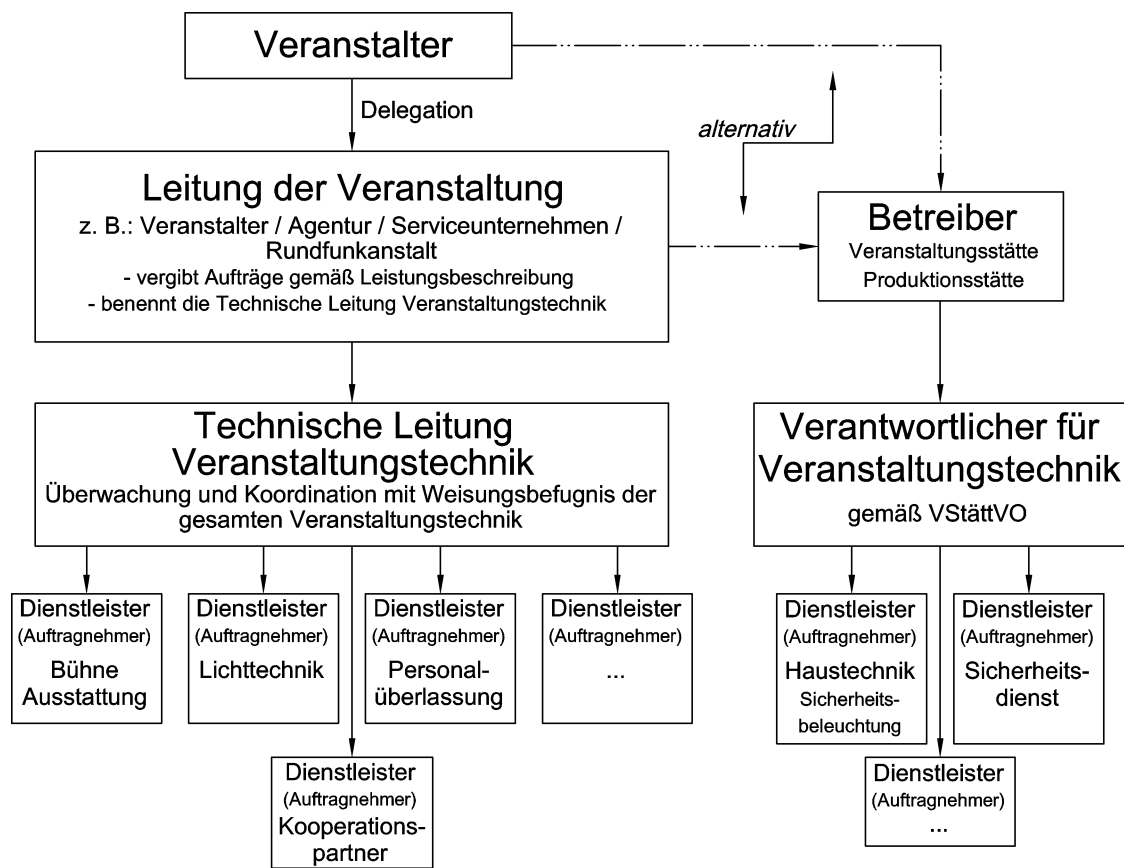 Veranstalter
Delegation
alternativ
Leitung der Veranstaltung
z. B.: Veranstalter / Agentur / Serviceunternehmen /
Rundfunkanstalt
- vergibt Aufträge gemäß Leistungsbeschreibung
- benennt die Technische Leitung Veranstaltungstechnik
Betreiber
Veranstaltungsstätte
Produktionsstätte
Technische Leitung
Veranstaltungstechnik
Überwachung und Koordination mit Weisungsbefugnis der
gesamten Veranstaltungstechnik
Verantwortlicher für
Veranstaltungstechnik
gemäß VStättVO
Dienstleister
(Auftragnehmer)
Bühne
Ausstattung
Dienstleister
(Auftragnehmer)
Lichttechnik
Dienstleister
(Auftragnehmer)
Personal-
überlassung
Dienstleister
(Auftragnehmer)
...
Dienstleister
(Auftragnehmer)
Haustechnik
Sicherheits-
beleuchtung
Dienstleister
(Auftragnehmer)
Sicherheits-
dienst
Dienstleister
(Auftragnehmer)
Kooperations-
partner
Dienstleister
(Auftragnehmer)
...